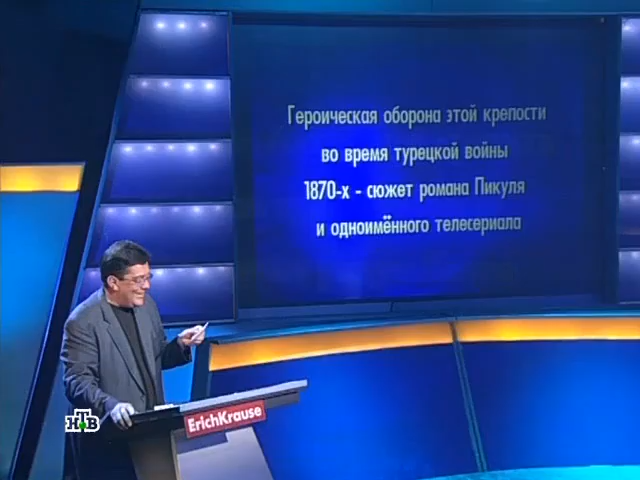 Героическая оборона этой крепости
во время турецкой войны
1870-х - сюжет романа Пикуля
и одноимённого телесериала
ErichKrause
НТВ